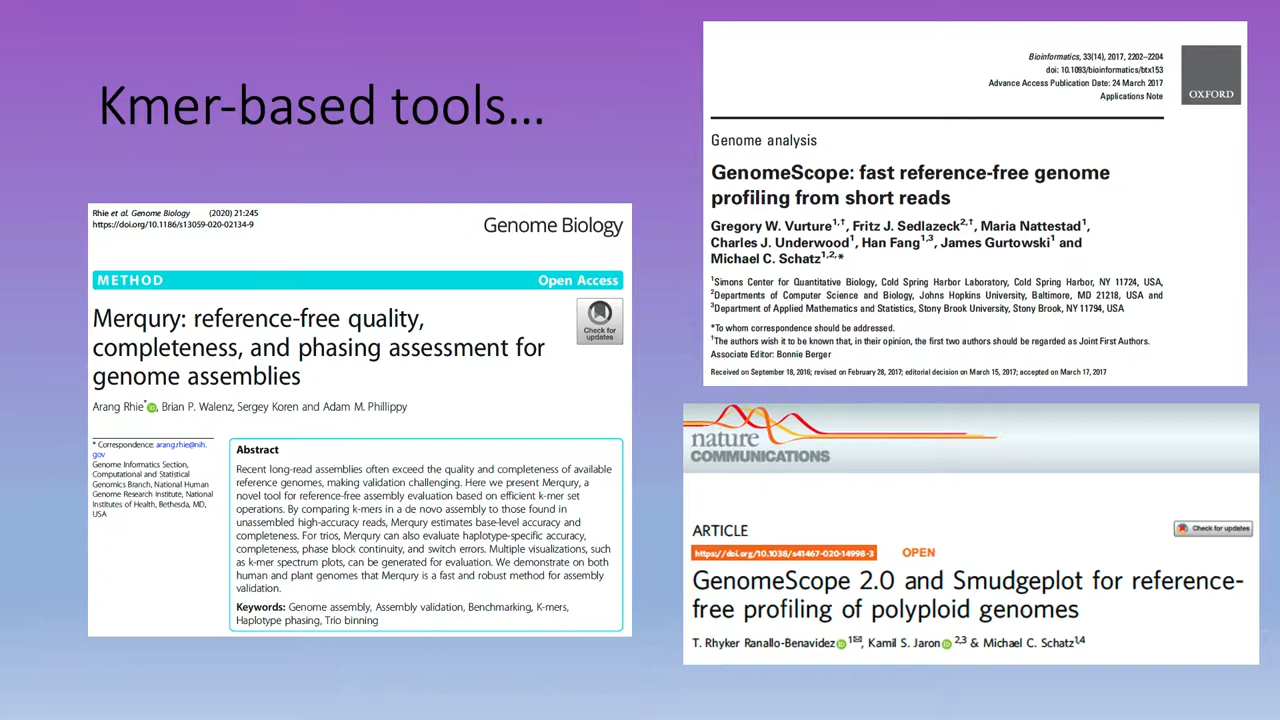 Kmer-based tools...
Rhie et al. Genome Biology (2020) 21:245
https://doi.org/10.1186/s13059-020-02134-9
Genome Biology
METHOD Open Access
Merqury: reference-free quality,
completeness, and phasing assessment for
genome assemblies
Check for
updates
Arang Rhie*, Brian P. Walenz, Sergey Koren and Adam M. Phillippy
* Correspondence: arang.rhie@nih.
gov
Genome Informatics Section,
Computational and Statistical
Genomics Branch, National Human
Genome Research Institute, National
Institutes of Health, Bethesda, MD,
USA
Abstract
Recent long-read assemblies often exceed the quality and completeness of available
reference genomes, making validation challenging. Here we present Merqury, a
novel tool for reference-free assembly evaluation based on efficient k-mer set
operations. By comparing k-mers in a de novo assembly to those found in
unassembled high-accuracy reads, Merqury estimates base-level accuracy and
completeness. For trios, Merqury can also evaluate haplotype-specific accuracy,
completeness, phase block continuity, and switch errors. Multiple visualizations, such
as k-mer spectrum plots, can be generated for evaluation. We demonstrate on both
human and plant genomes that Merqury is a fast and robust method for assembly
validation.
Keywords: Genome assembly, Assembly validation, Benchmarking, K-mers,
Haplotype phasing, Trio binning
Bioinformatics, 33(14), 2017, 2202–2204
doi: 10.1093/bioinformatics/btx153
Advance Access Publication Date: 24 March 2017
Applications Note
OXFORD
Genome analysis
GenomeScope: fast reference-free genome
profiling from short reads
Gregory W. Vurture1,†, Fritz J. Sedlazeck2,†, Maria Nattestad1,
Charles J. Underwood1, Han Fang1,3, James Gurtowski1 and
Michael C. Schatz1,2,*
1Simons Center for Quantitative Biology, Cold Spring Harbor Laboratory, Cold Spring Harbor, NY 11724, USA,
2Departments of Computer Science and Biology, Johns Hopkins University, Baltimore, MD 21218, USA and
3Department of Applied Mathematics and Statistics, Stony Brook University, Stony Brook, NY 11794, USA
*To whom correspondence should be addressed.
†The authors wish it to be known that, in their opinion, the first two authors should be regarded as Joint First Authors.
Associate Editor: Bonnie Berger
Received on September 18, 2016; revised on February 28, 2017; editorial decision on March 15, 2017; accepted on March 17, 2017
nature
COMMUNICATIONS
ARTICLE
Check for updates
https://doi.org/10.1038/s41467-020-14998-3 OPEN
GenomeScope 2.0 and Smudgeplot for reference-
free profiling of polyploid genomes
T. Rhyker Ranallo-Benavidez 1✉, Kamil S. Jaron 2,3 & Michael C. Schatz1,4